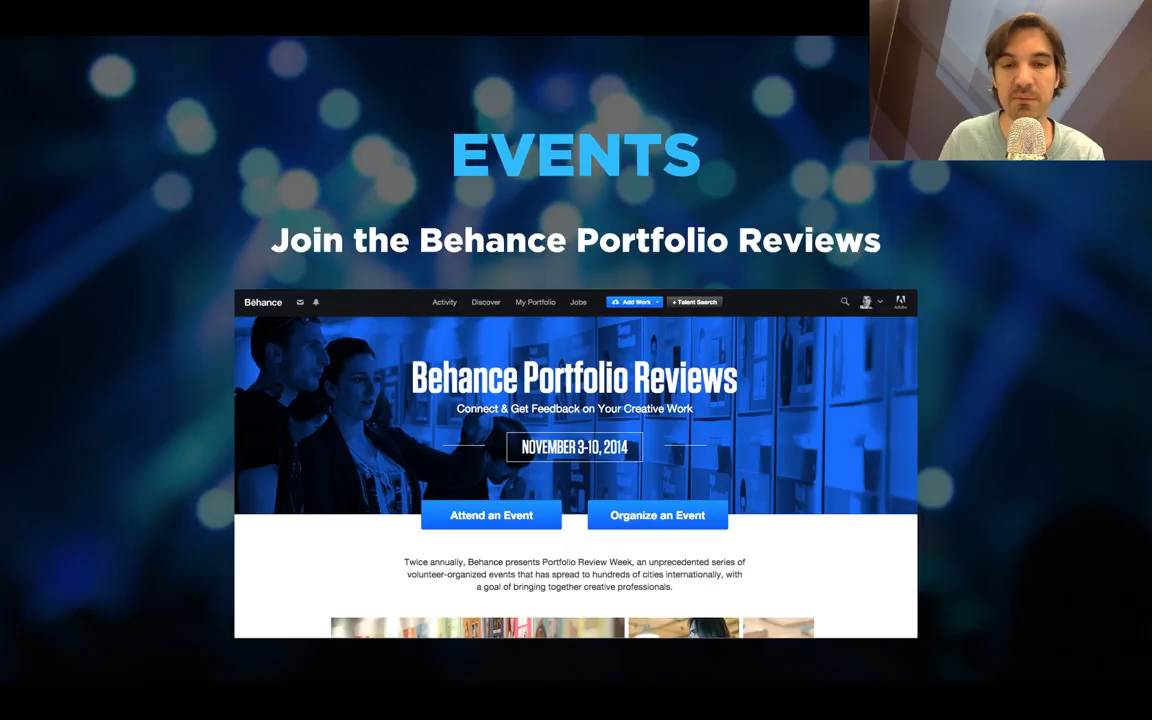 EVENTS
Join the Behance Portfolio Reviews
Bēhance
Activity Discover My Portfolio Jobs Add Work + Talent Search
Adobe
Behance Portfolio Reviews
Connect & Get Feedback on Your Creative Work
NOVEMBER 3-10, 2014
Attend an Event Organize an Event
Twice annually, Behance presents Portfolio Review Week, an unprecedented series of
volunteer-organized events that has spread to hundreds of cities internationally, with
a goal of bringing together creative professionals.